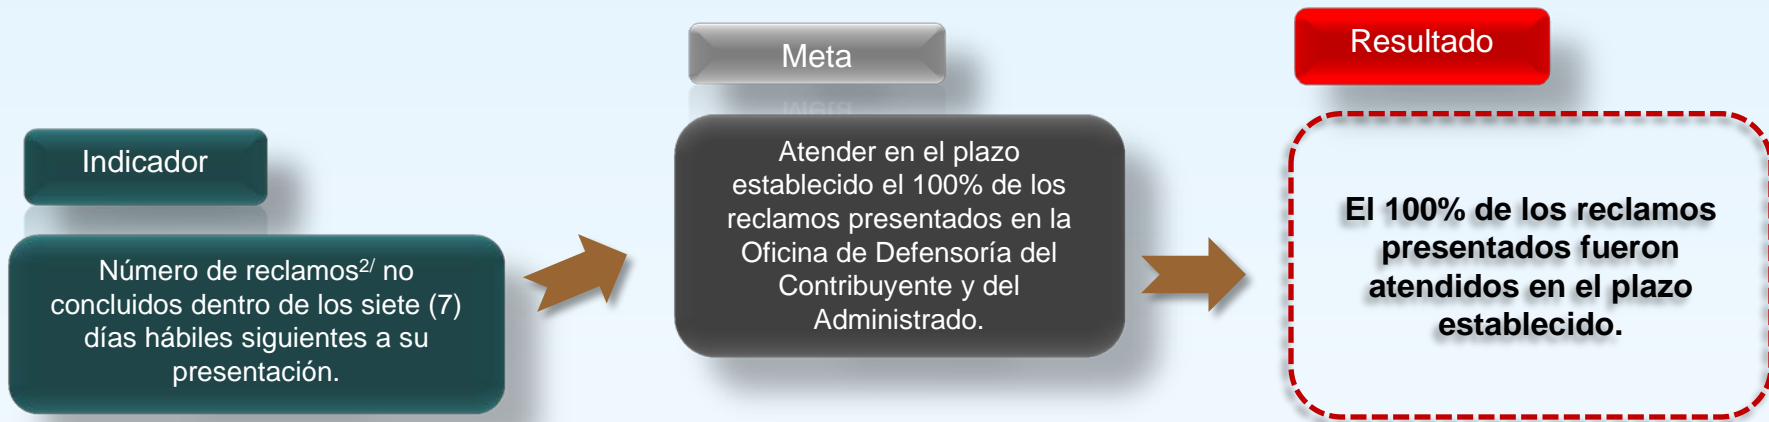 Indicador
Número de reclamos2/ no
concluidos dentro de los siete (7)
días hábiles siguientes a su
presentación.
Meta
Atender en el plazo
establecido el 100% de los
reclamos presentados en la
Oficina de Defensoría del
Contribuyente y del
Administrado.
Resultado
El 100% de los reclamos
presentados fueron
atendidos en el plazo
establecido.